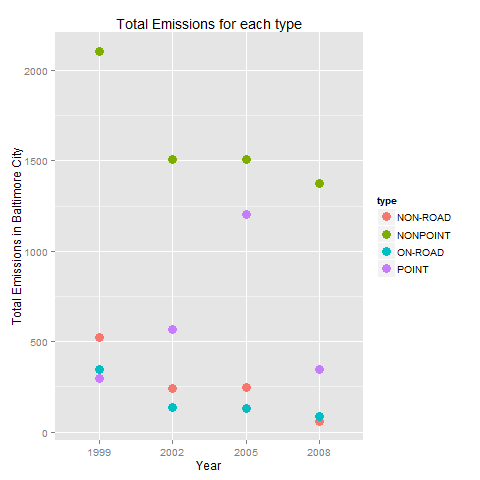 Total Emissions for each type
Total Emissions in Baltimore City
2000
1500
1000
500
0
1999
2002
2005
2008
Year
type
NON-ROAD
NONPOINT
ON-ROAD
POINT